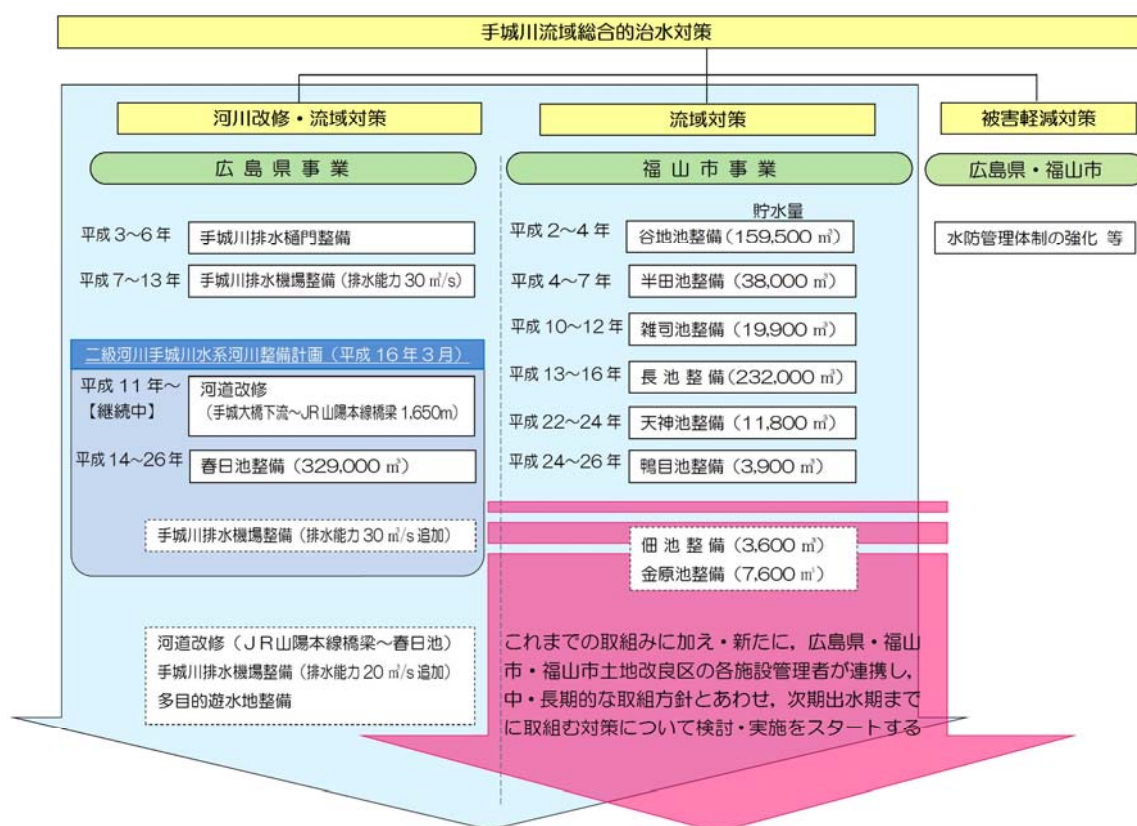 手城川流域総合的治水対策
河川改修・流域対策
広島県事業
平成3〜6年
手城川排水樋門整備
平成7〜13年
手城川排水機場整備(排水能力30㎥/s)
二級河川手城川水系河川整備計画(平成16年3月)
平成11年〜
【継続中】
河道改修
(手城大橋下流〜JR山陽本線橋梁1,650m)
平成14〜26年
春日池整備(329,000㎥)
手城川排水機場整備(排水能力30㎥/s追加)
河道改修(JR山陽本線橋梁〜春日池)
手城川排水機場整備(排水能力20㎥/s追加)
多目的遊水地整備
流域対策
福山市事業
貯水量
平成2〜4年
谷地池整備(159,500㎥)
平成4〜7年
半田池整備(38,000㎥)
平成10〜12年
雑司池整備(19,900㎥)
平成13〜16年
長池整備(232,000㎥)
平成22〜24年
天神池整備(11,800㎥)
平成24〜26年
鴨目池整備(3,900㎥)
佃池整備(3,600㎥)
金原池整備(7,600㎥)
これまでの取組みに加え・新たに,広島県・福山
市・福山市土地改良区の各施設管理者が連携し,
中・長期的な取組方針とあわせ,次期出水期まで
に取組む対策について検討・実施をスタートする
被害軽減対策
広島県・福山市
水防管理体制の強化 等